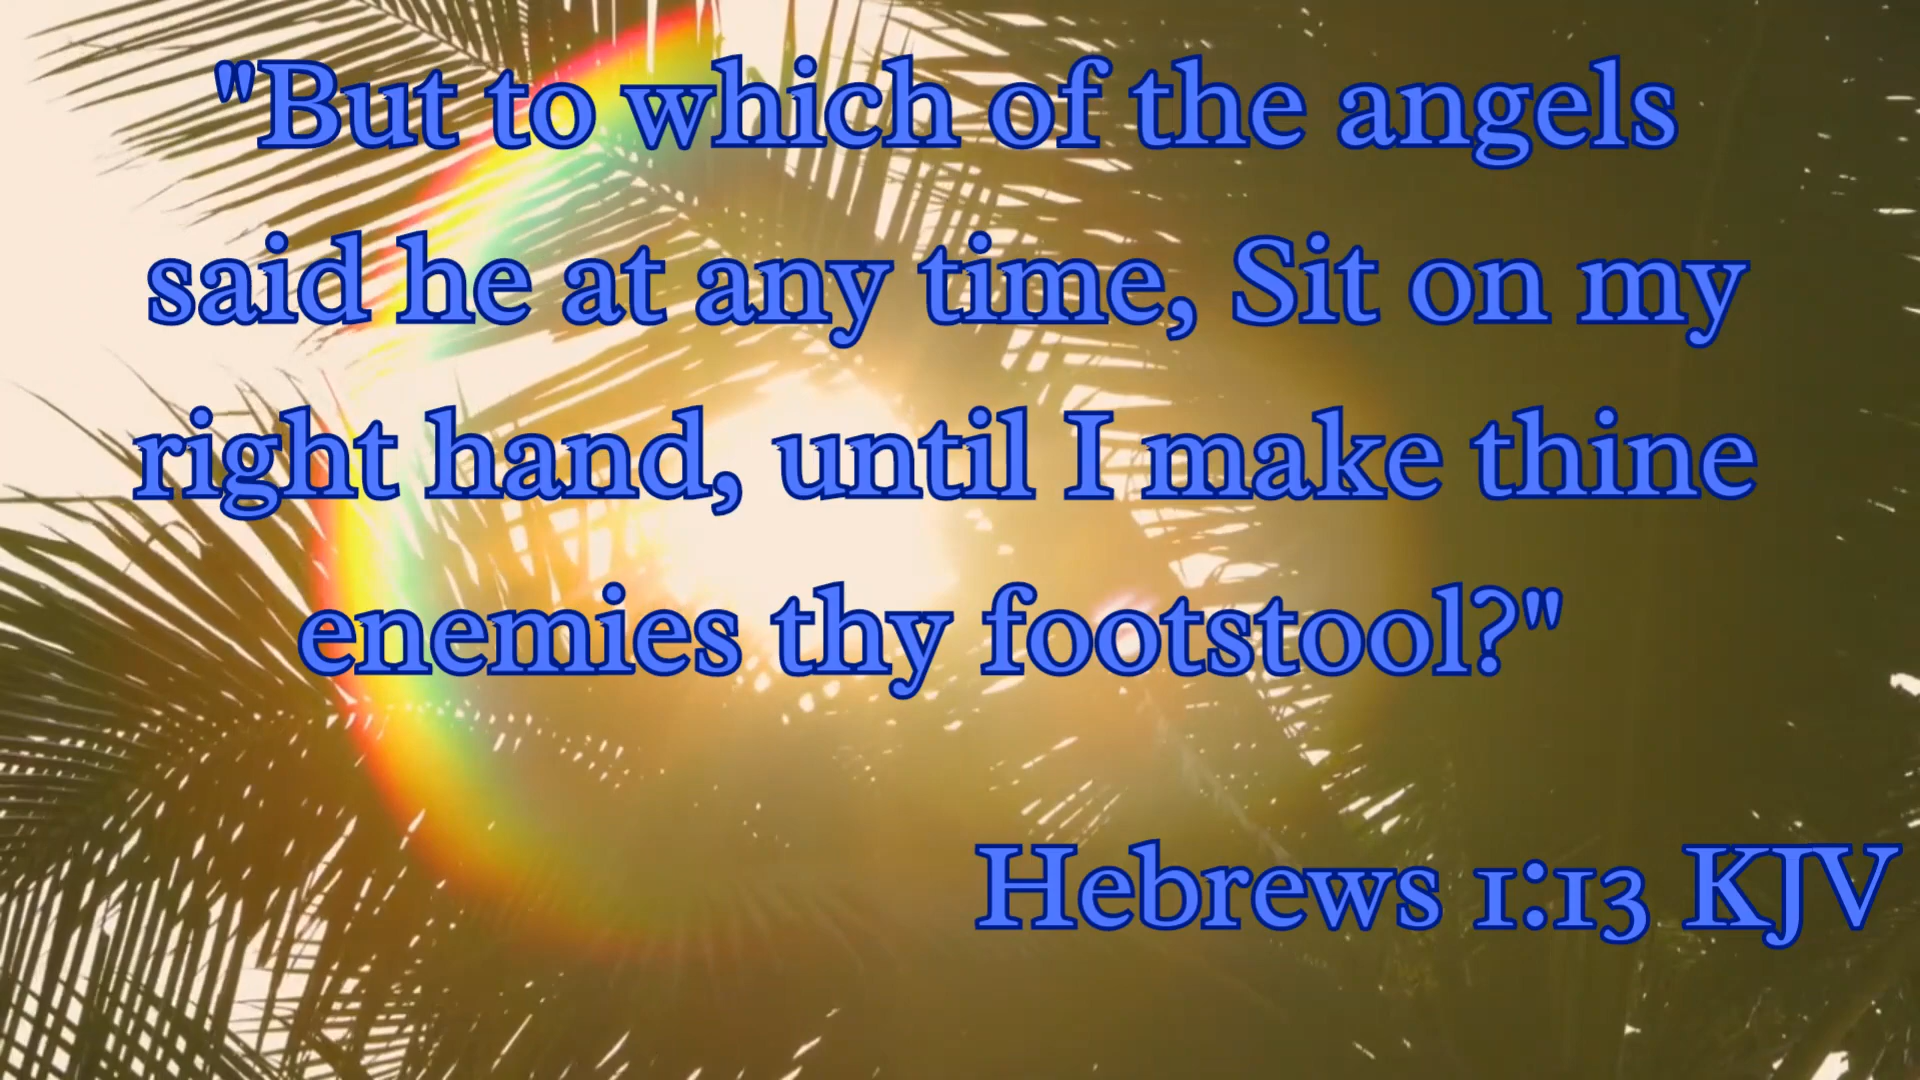 "But to which of the angels
said he at any time, Sit on my
right hand, until I make thine
enemies thy footstool?"
Hebrews 1:13 KJV